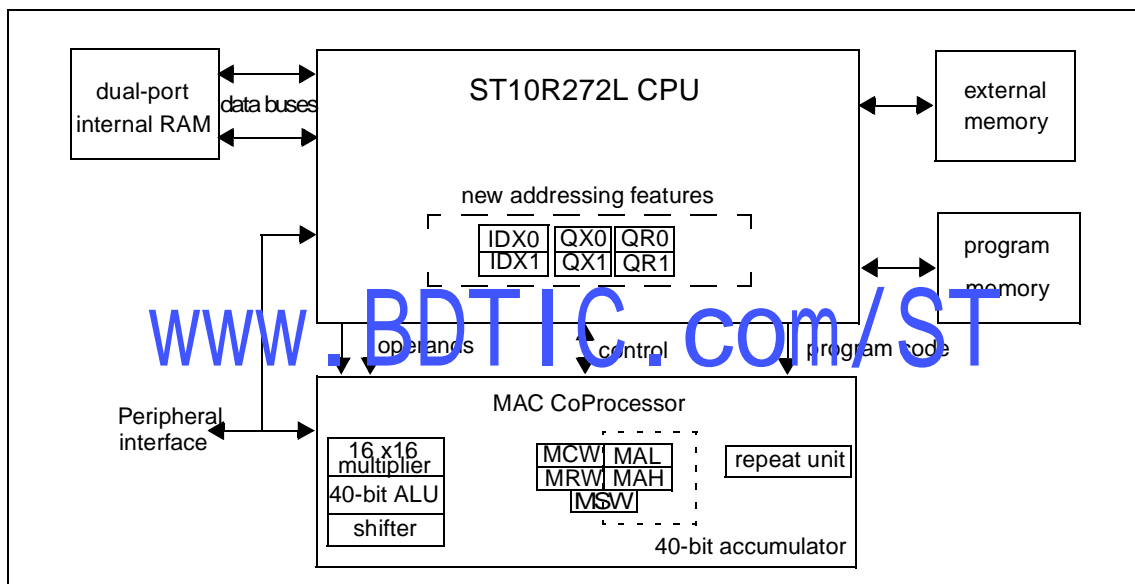 dual-port
internal RAM
data buses
ST10R272L CPU
external
memory
new addressing features
IDX0 QX0 QR0
IDX1 QX1 QR1
program
memory
www.BDTIC.com/ST
operands
control
program code
Peripheral
interface
MAC CoProcessor
16 x16
multiplier
40-bit ALU
shifter
MCW MAL
MRW MAH
MSW
repeat unit
40-bit accumulator